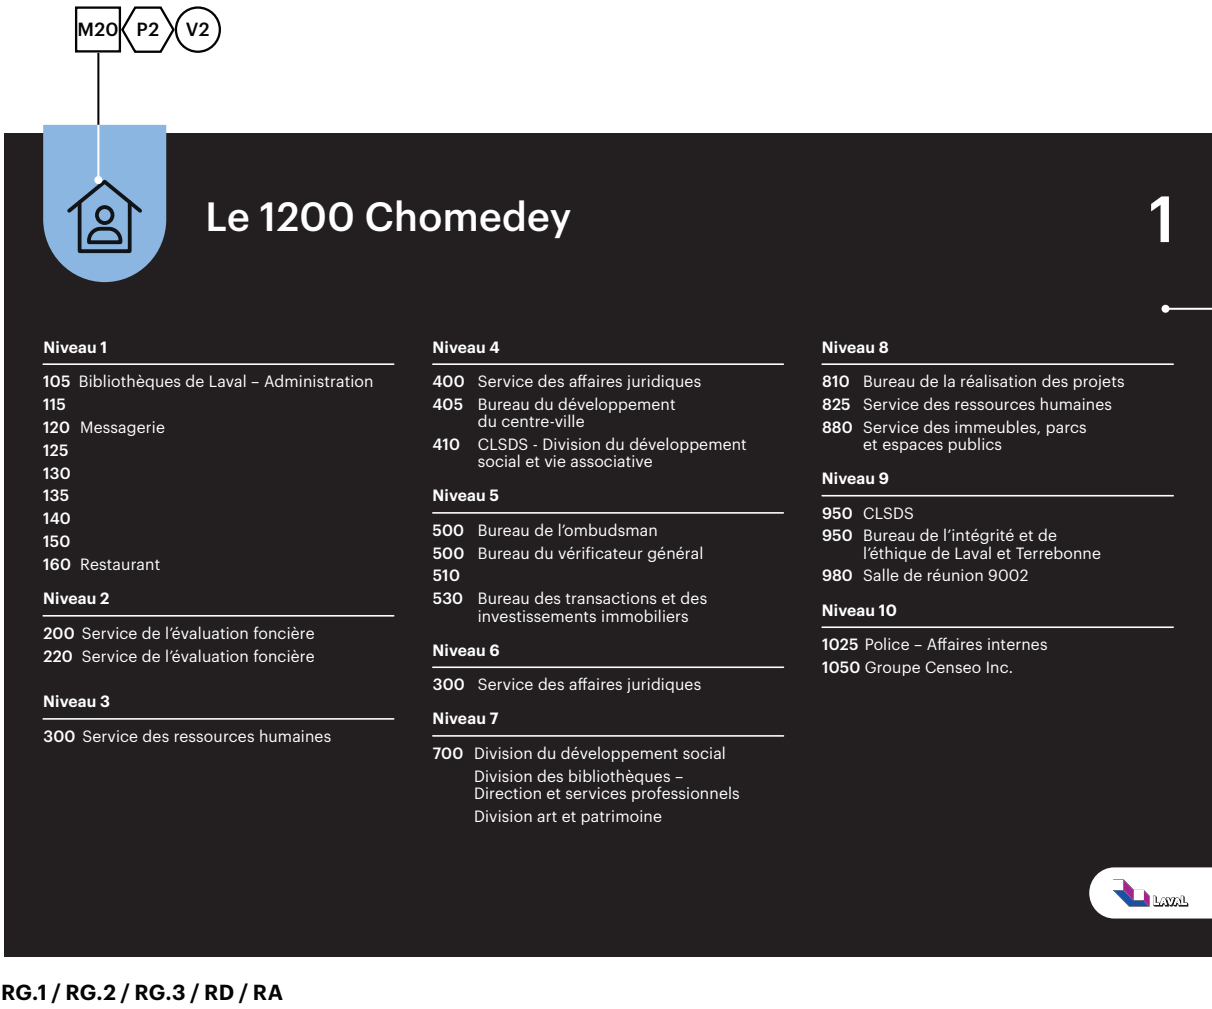 M20 P2 V2
Le 1200 Chomedey
1
Niveau 1
105 Bibliothèques de Laval – Administration
115
120 Messagerie
125
130
135
140
150
160 Restaurant
Niveau 2
200 Service de l’évaluation foncière
220 Service de l’évaluation foncière
Niveau 3
300 Service des ressources humaines
Niveau 4
400 Service des affaires juridiques
405 Bureau du développement
du centre-ville
410 CLSDS - Division du développement
social et vie associative
Niveau 5
500 Bureau de l’ombudsman
500 Bureau du vérificateur général
510
530 Bureau des transactions et des
investissements immobiliers
Niveau 6
300 Service des affaires juridiques
Niveau 7
700 Division du développement social
Division des bibliothèques –
Direction et services professionnels
Division art et patrimoine
Niveau 8
810 Bureau de la réalisation des projets
825 Service des ressources humaines
880 Service des immeubles, parcs
et espaces publics
Niveau 9
950 CLSDS
950 Bureau de l’intégrité et de
l’éthique de Laval et Terrebonne
980 Salle de réunion 9002
Niveau 10
1025 Police – Affaires internes
1050 Groupe Censeo Inc.
LAVAL
RG.1 / RG.2 / RG.3 / RD / RA